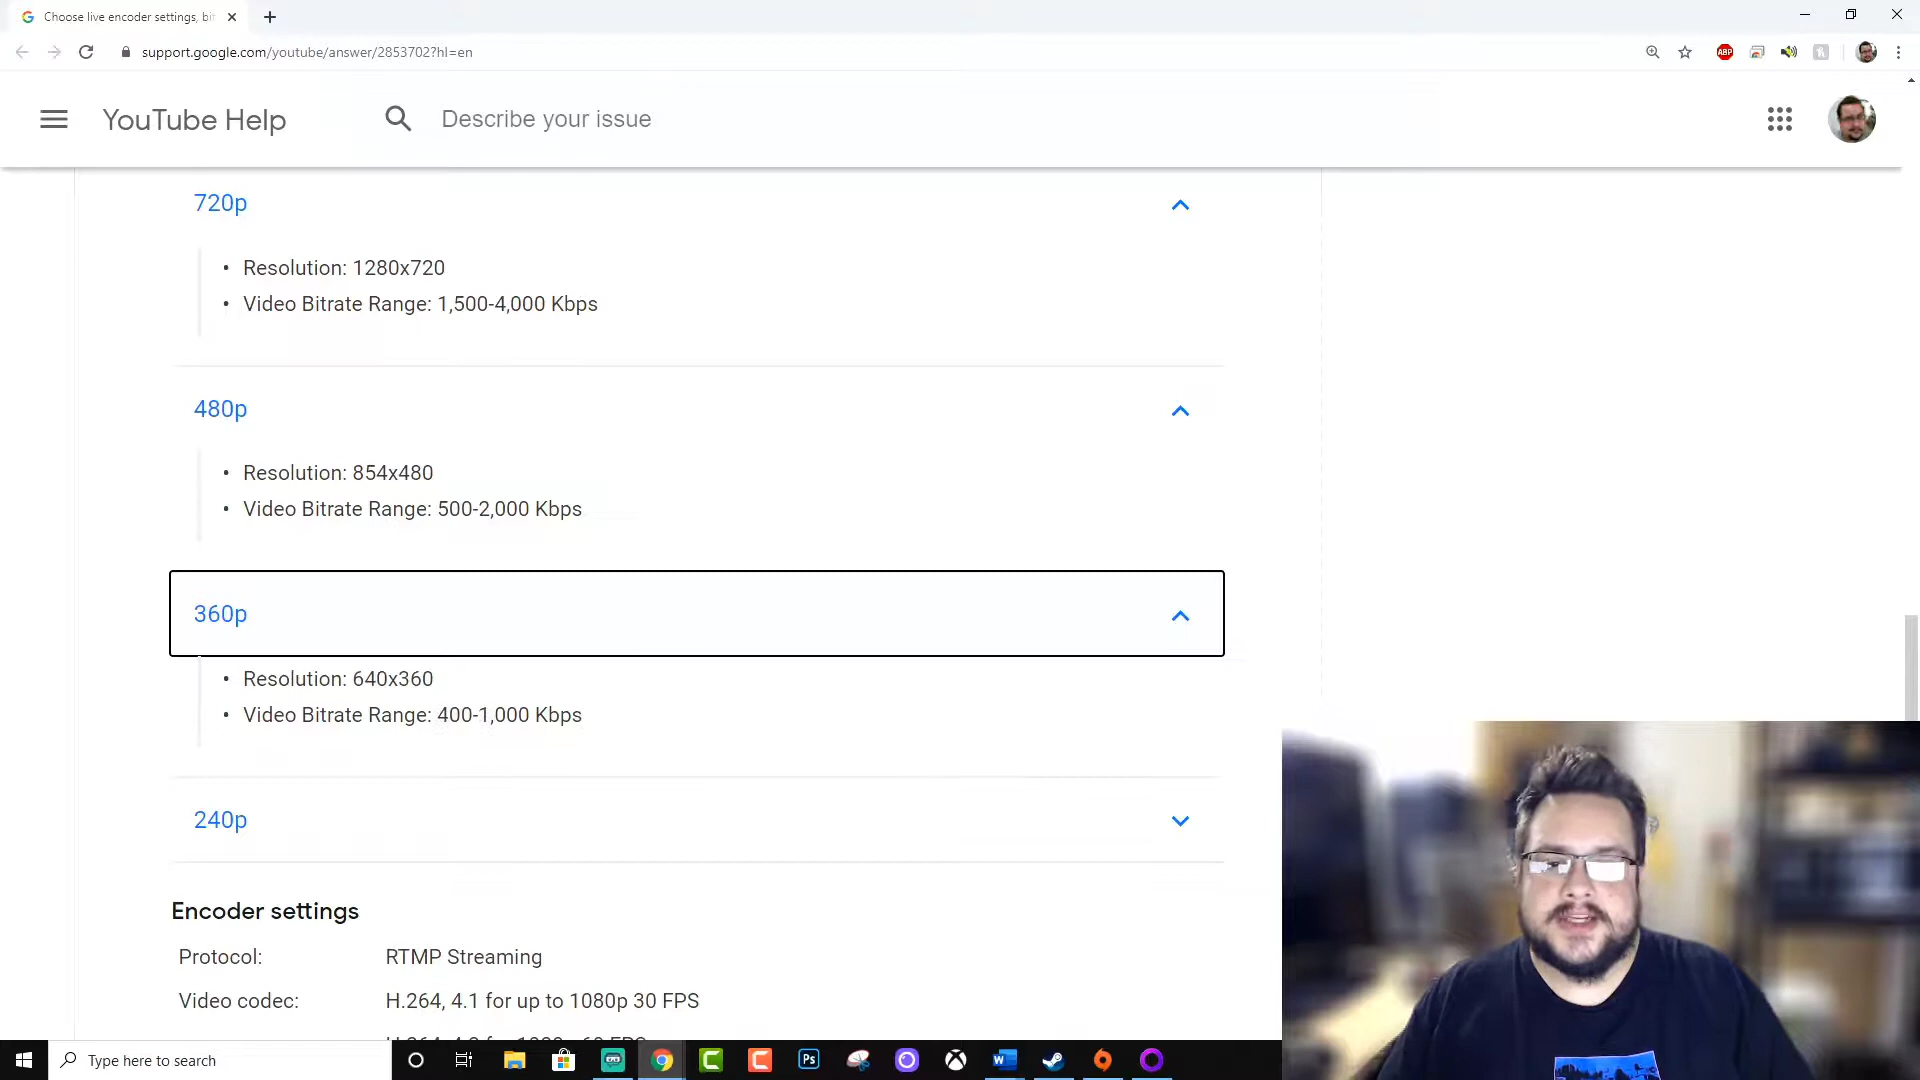 Choose live encoder settings, bit
support.google.com/youtube/answer/2853702?hl=en
ABP
YouTube Help
Describe your issue
720p
• Resolution: 1280x720
• Video Bitrate Range: 1,500-4,000 Kbps
480p
• Resolution: 854x480
• Video Bitrate Range: 500-2,000 Kbps
360p
• Resolution: 640x360
• Video Bitrate Range: 400-1,000 Kbps
240p
Encoder settings
Protocol: RTMP Streaming
Video codec: H.264, 4.1 for up to 1080p 30 FPS
Type here to search
Ps